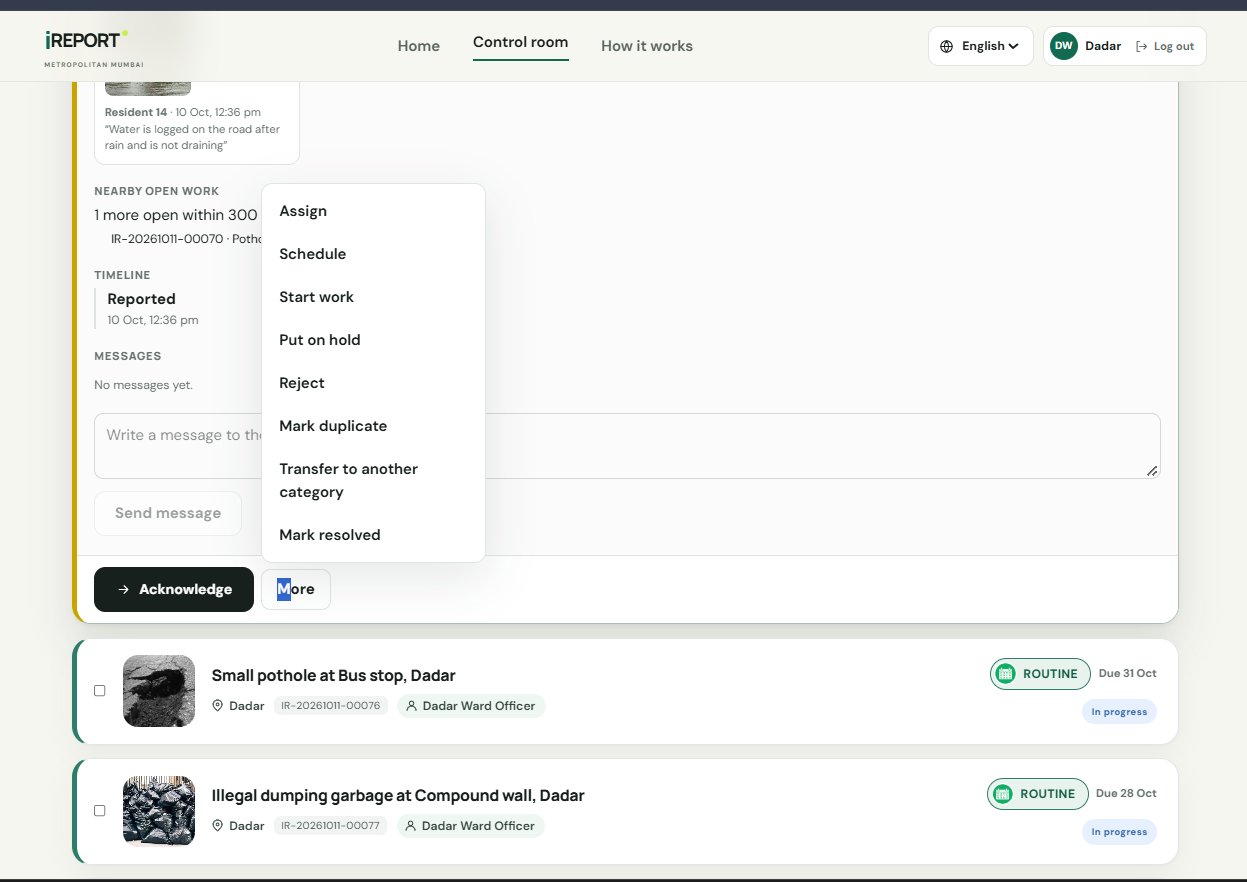 iREPORT
METROPOLITAN MUMBAI
Home
Control room
How it works
English
DW
Dadar
Log out
Resident 14 · 10 Oct, 12:36 pm
“Water is logged on the road after
rain and is not draining”
NEARBY OPEN WORK
1 more open within 300
IR-20261011-00070 · Potho
TIMELINE
Reported
10 Oct, 12:36 pm
MESSAGES
No messages yet.
Write a message to the
Send message
Assign
Schedule
Start work
Put on hold
Reject
Mark duplicate
Transfer to another
category
Mark resolved
Acknowledge
More
Small pothole at Bus stop, Dadar
Dadar
IR-20261011-00076
Dadar Ward Officer
ROUTINE
Due 31 Oct
In progress
Illegal dumping garbage at Compound wall, Dadar
Dadar
IR-20261011-00077
Dadar Ward Officer
ROUTINE
Due 28 Oct
In progress